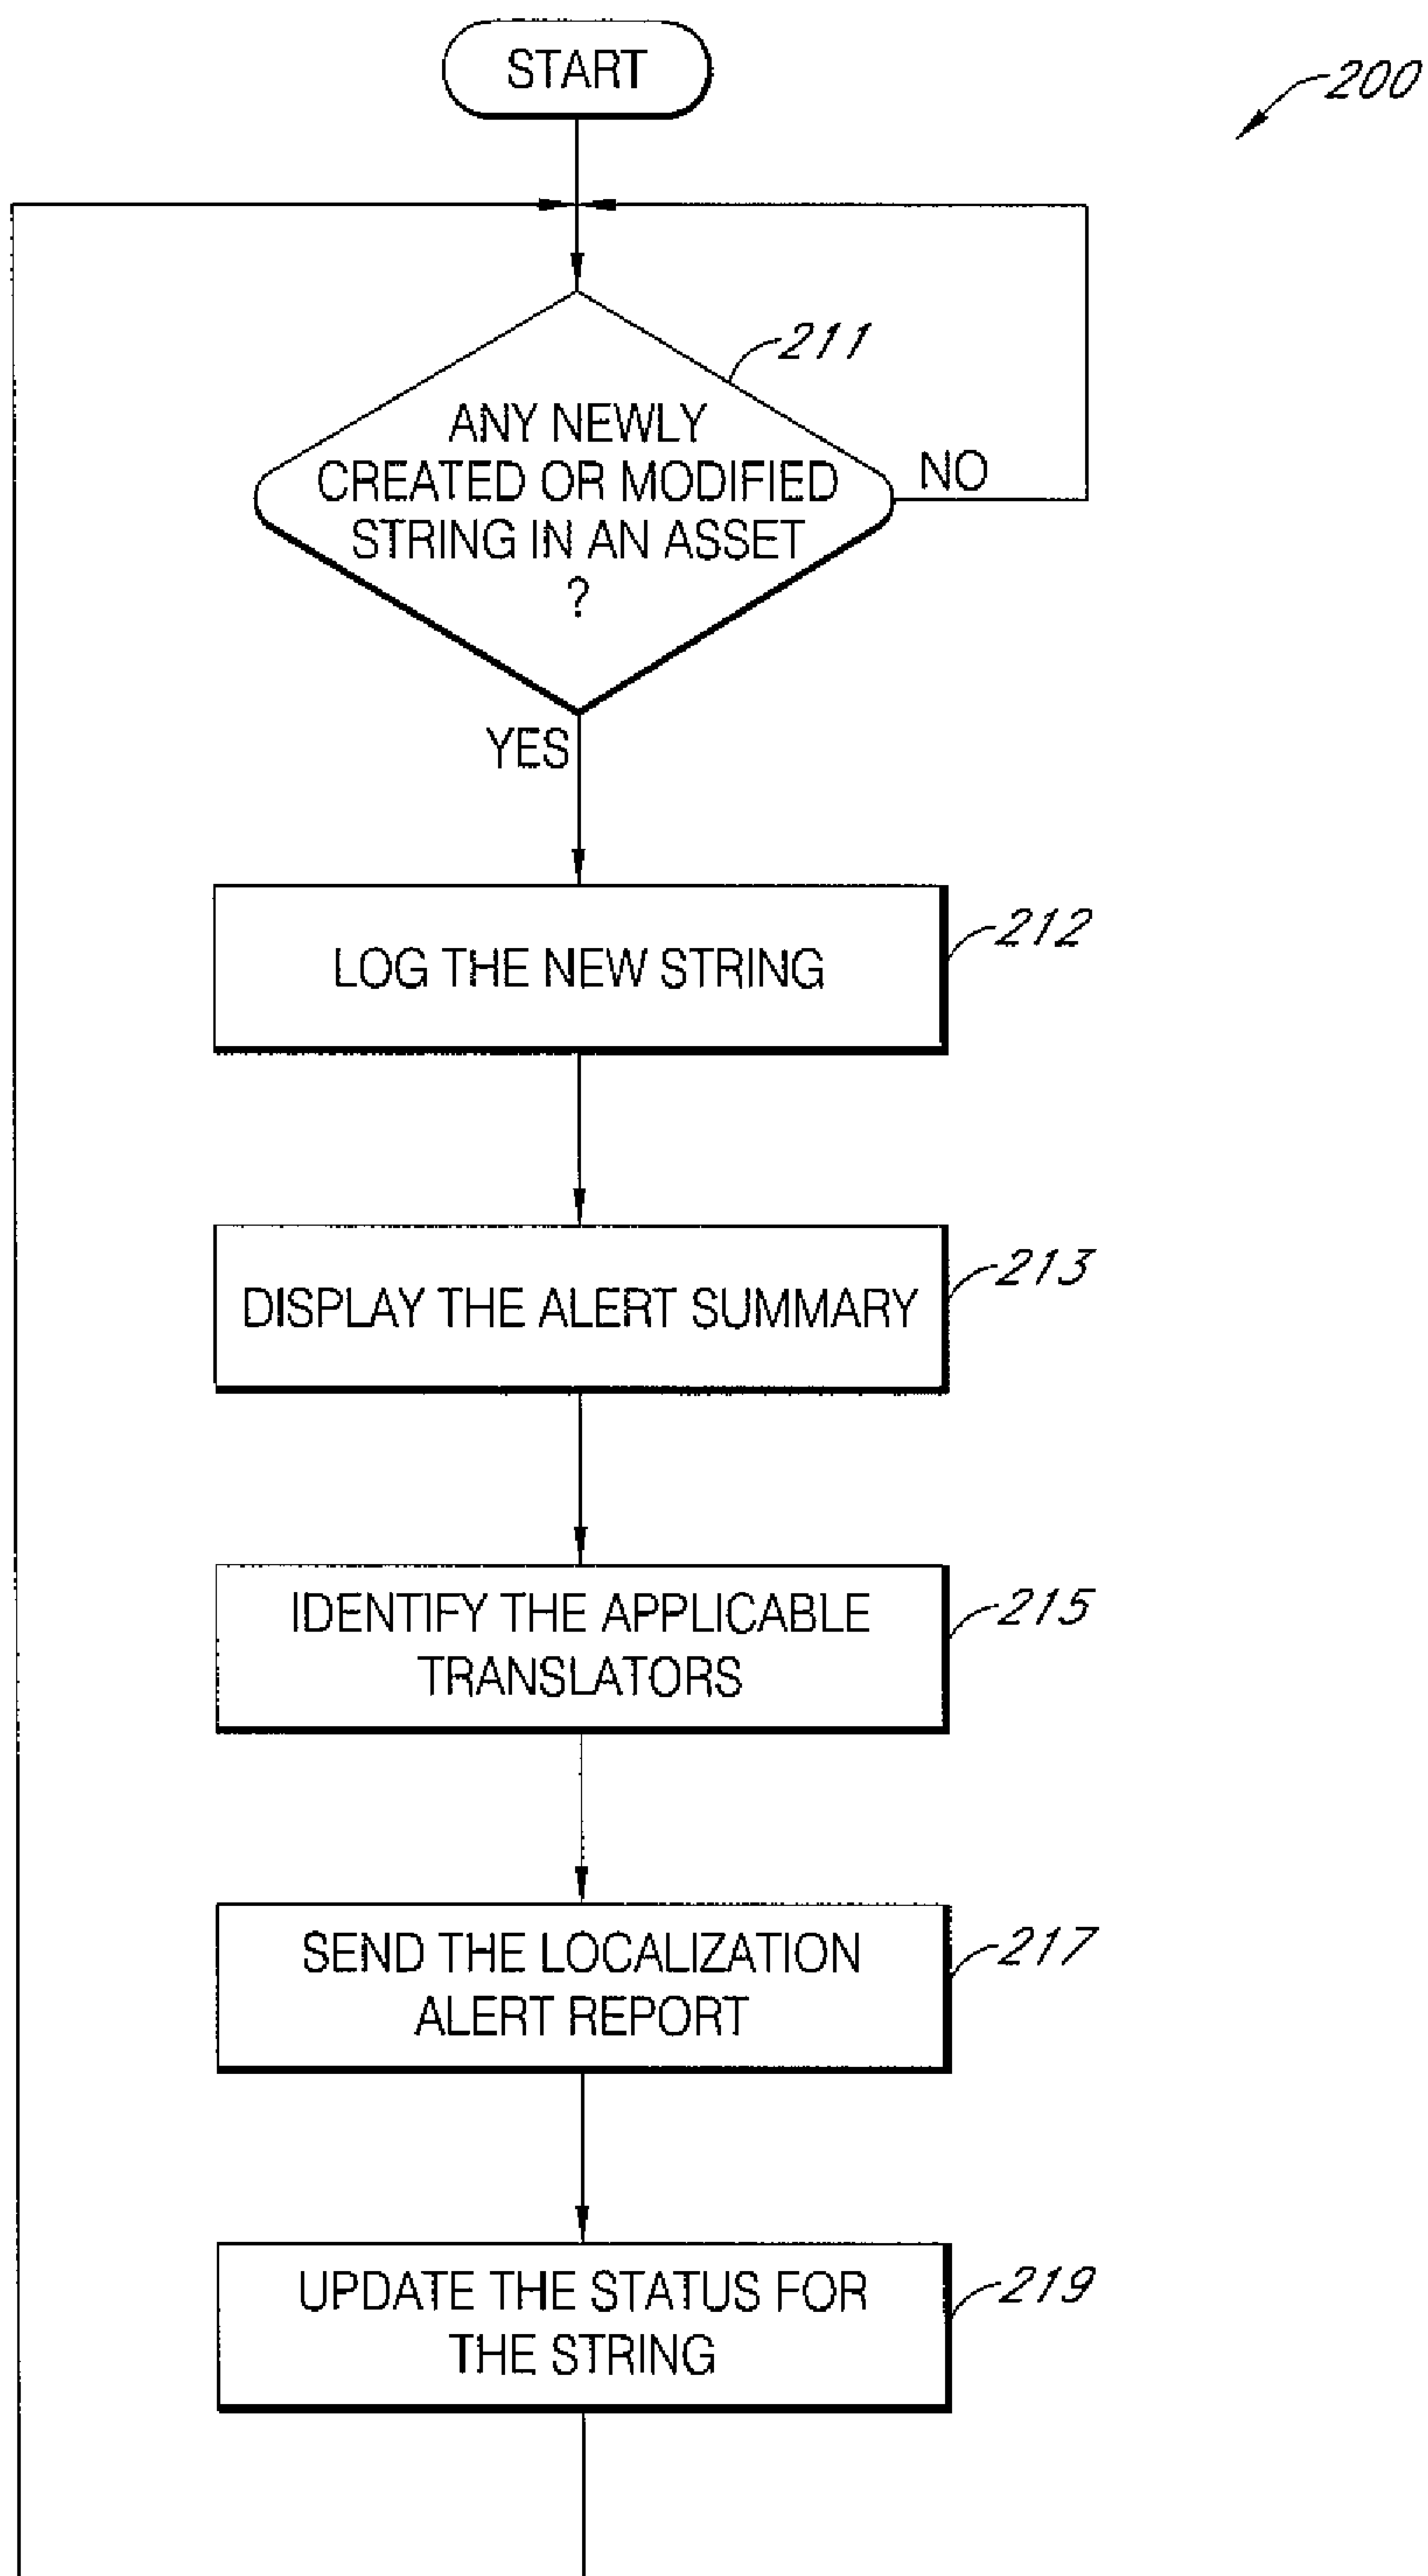 START
200
211
ANY NEWLY
CREATED OR MODIFIED
STRING IN AN ASSET
?
NO
YES
LOG THE NEW STRING
212
DISPLAY THE ALERT SUMMARY
213
IDENTIFY THE APPLICABLE
TRANSLATORS
215
SEND THE LOCALIZATION
ALERT REPORT
217
UPDATE THE STATUS FOR
THE STRING
219